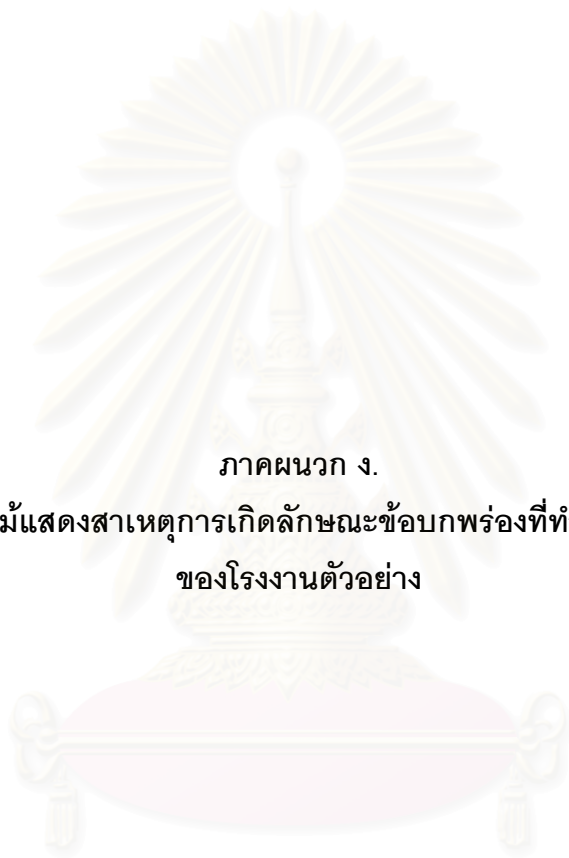 ภาคผนวก ง.
ม้แสดงสาเหตุการเกิดลักษณะข้อบกพร่องที่ทำ
ของโรงงานตัวอย่าง